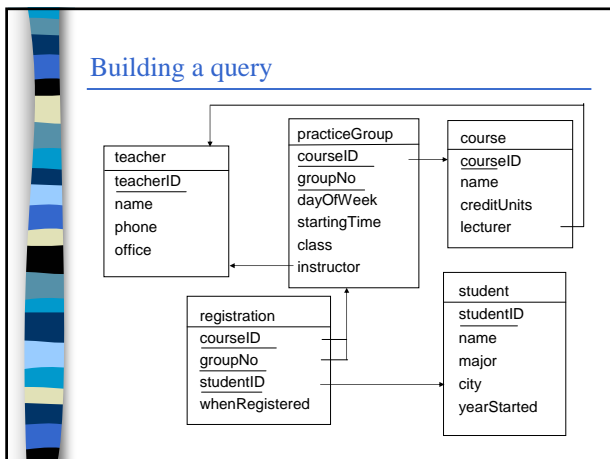 Building a query
teacher
teacherID
name
phone
office
practiceGroup
courseID
groupNo
dayOfWeek
startingTime
class
instructor
course
courseID
name
creditUnits
lecturer
registration
courseID
groupNo
studentID
whenRegistered
student
studentID
name
major
city
yearStarted